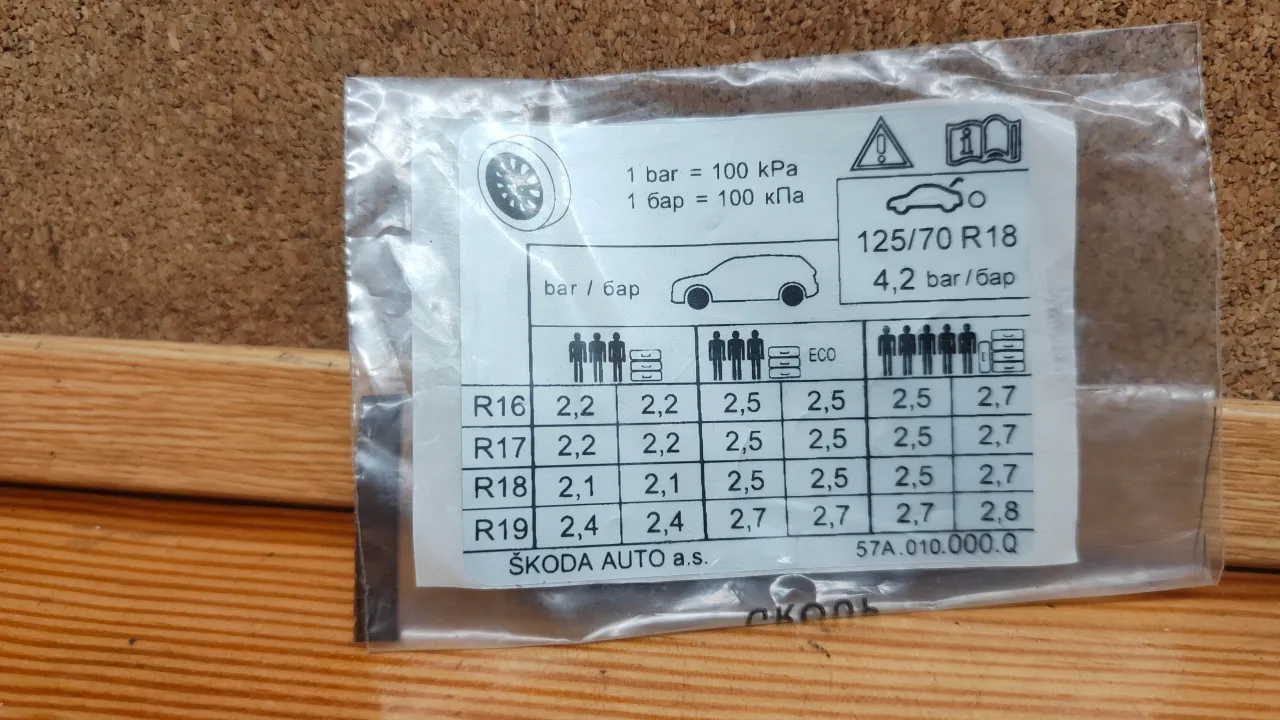 1 bar = 100 kPa
1 бар = 100 кПа
125/70 R18
4,2 bar/бар
bar / бар
ECO
R16 2,2 2,2 2,5 2,5 2,5 2,7
R17 2,2 2,2 2,5 2,5 2,5 2,7
R18 2,1 2,1 2,5 2,5 2,5 2,7
R19 2,4 2,4 2,7 2,7 2,7 2,8
ŠKODA AUTO a.s. 57A.010.000.Q